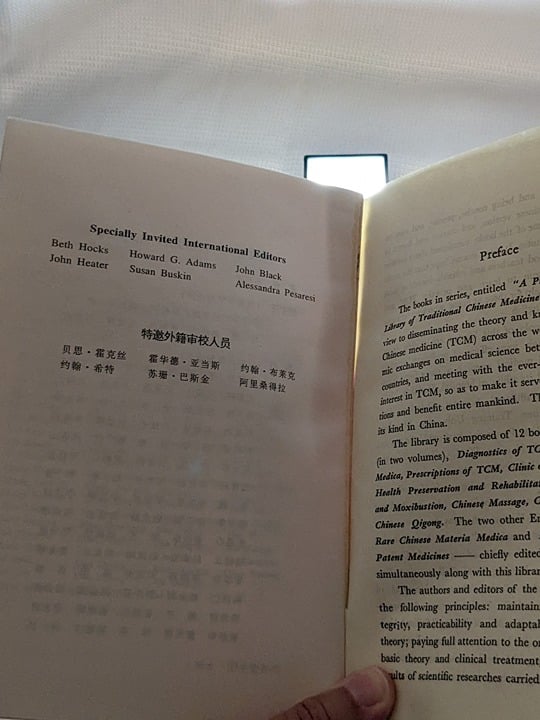 Specially Invited International Editors
Beth Hocks Howard G. Adams John Black
John Heater Susan Buskin Alessandra Pesaresi
特邀外籍审校人员
贝恩·霍克丝 霍华德·亚当斯 约翰·布莱克
约翰·希特 苏珊·巴斯金 阿里桑得拉
Preface
The books in series, entitled "A P
Library of Traditional Chinese Medicine
view to disseminating the theory and k
Chinese medicine (TCM) across the w
mic exchanges on medical science bet
countries, and meeting with the ever-
interest in TCM, so as to make it serve
tions and benefit entire mankind. Th
its kind in China.
The library is composed of 12 bo
(in two volumes), Diagnostics of TC
Medica, Prescriptions of TCM, Clinic
Health Preservation and Rehabilita
and Moxibustion, Chinese Massage, C
Chinese Qigong. The two other En
Rare Chinese Materia Medica and
Patent Medicines —— chiefly edited
simultaneously along with this librar
The authors and editors of the
the following principles: maintain
tegrity, practicability and adaptal
theory; paying full attention to the or
basic theory and clinical treatment
sults of scientific researches carried